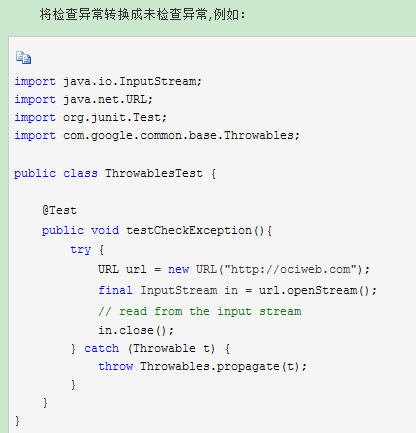 将检查异常转换成未检查异常,例如:
import java.io.InputStream;
import java.net.URL;
import org.junit.Test;
import com.google.common.base.Throwables;
public class ThrowablesTest {
@Test
public void testCheckException(){
try {
URL url = new URL("http://ociweb.com");
final InputStream in = url.openStream();
// read from the input stream
in.close();
} catch (Throwable t) {
throw Throwables.propagate(t);
}
}
}